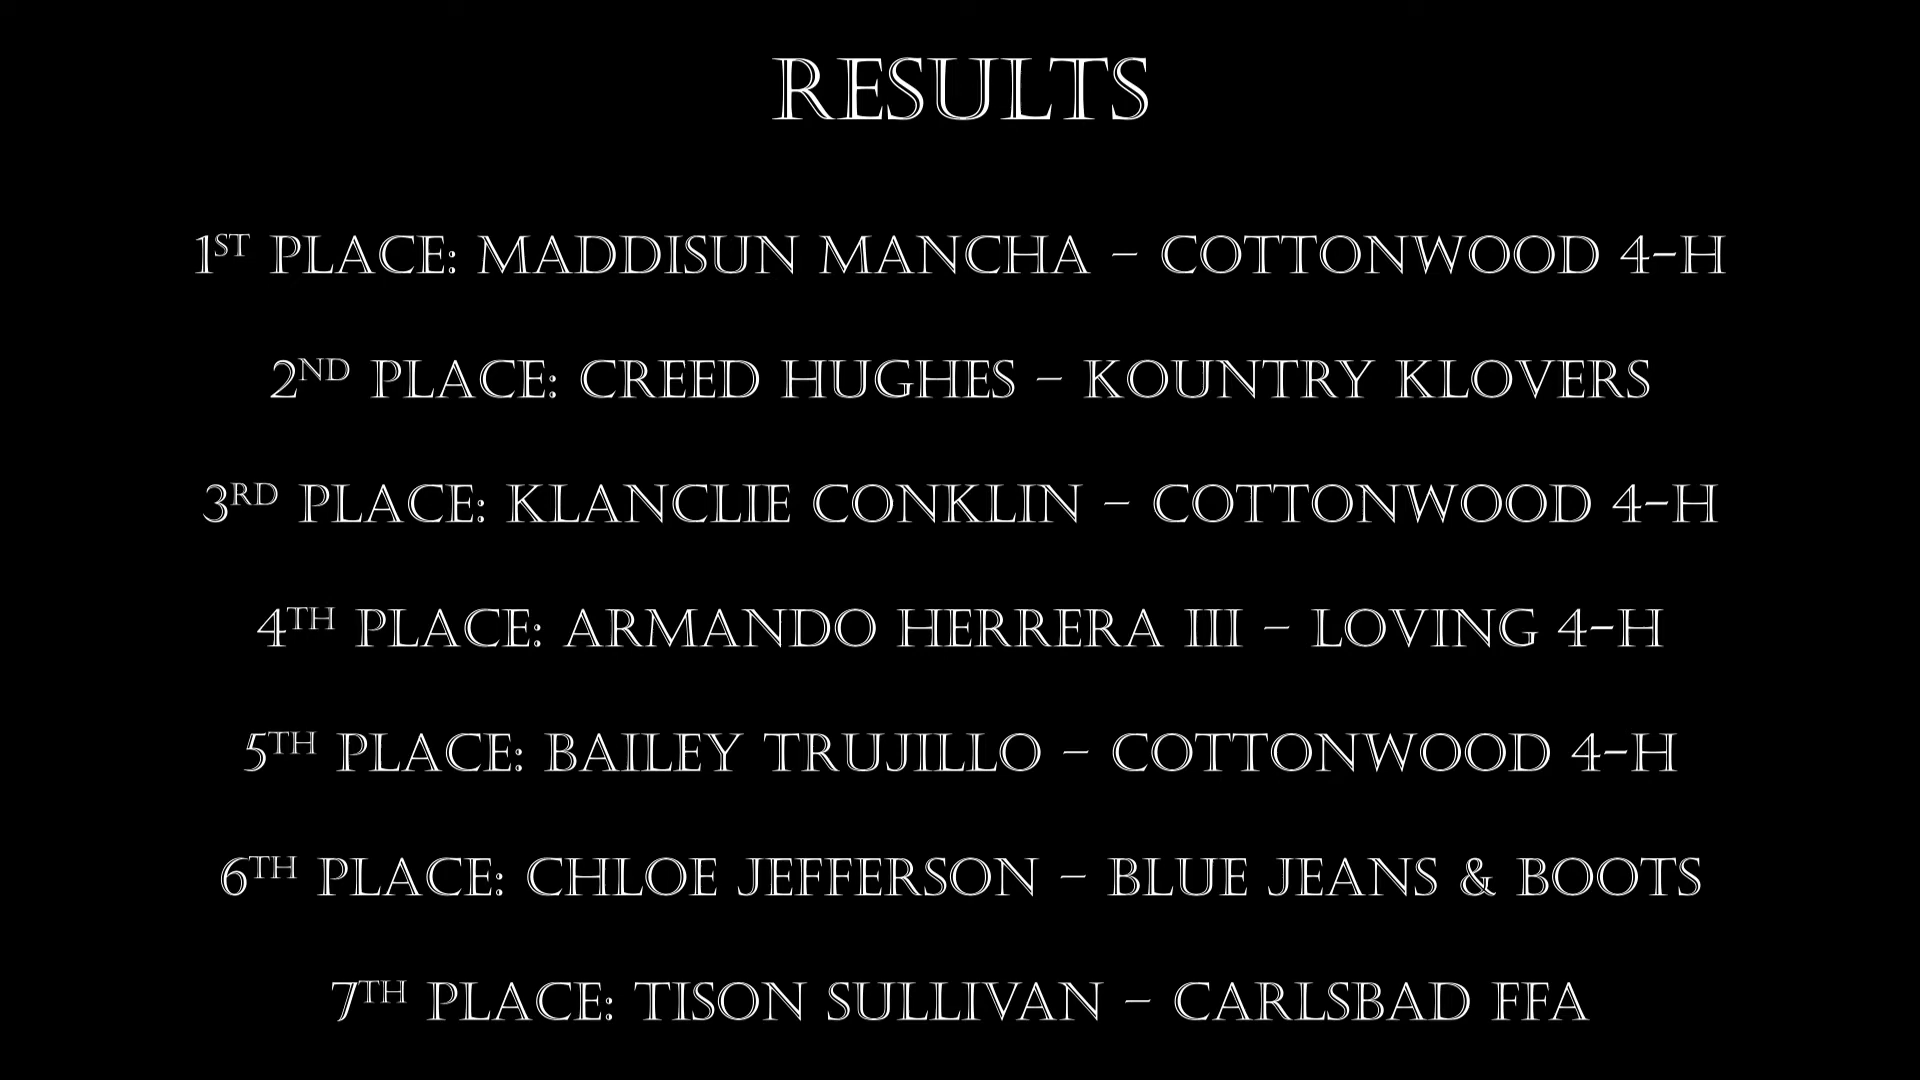 RESULTS
1ST PLACE: MADDISUN MANCHA – COTTONWOOD 4-H
2ND PLACE: CREED HUGHES – KOUNTRY KLOVERS
3RD PLACE: KLANCLIE CONKLIN – COTTONWOOD 4-H
4TH PLACE: ARMANDO HERRERA III – LOVING 4-H
5TH PLACE: BAILEY TRUJILLO – COTTONWOOD 4-H
6TH PLACE: CHLOE JEFFERSON – BLUE JEANS & BOOTS
7TH PLACE: TISON SULLIVAN – CARLSBAD FFA